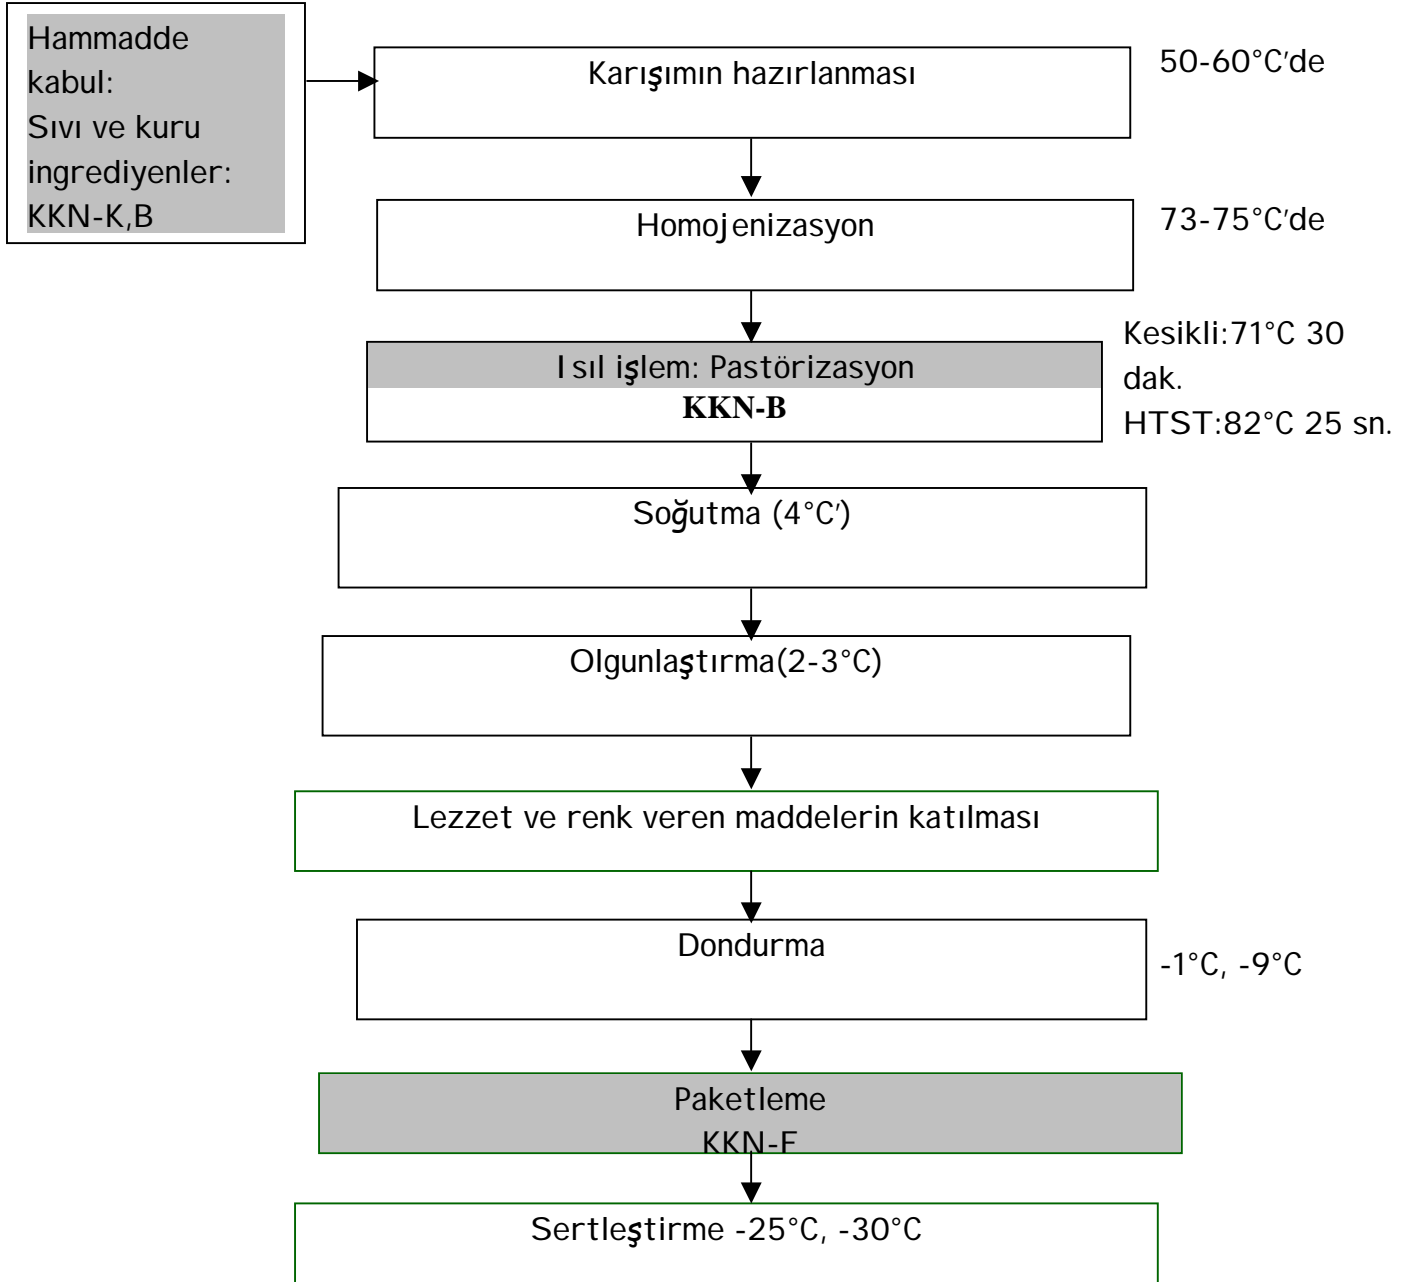 Hammadde
kabul:
Sıvı ve kuru
ingrediyenler:
KKN-K,B
Karışımın hazırlanması
50-60°C'de
Homojenizasyon
73-75°C'de
Isıl işlem: Pastörizasyon
KKN-B
Kesikli:71°C 30
dak.
HTST:82°C 25 sn.
Soğutma (4°C')
Olgunlaştırma(2-3°C)
Lezzet ve renk veren maddelerin katılması
Dondurma
-1°C, -9°C
Paketleme
KKN-F
Sertleştirme -25°C, -30°C